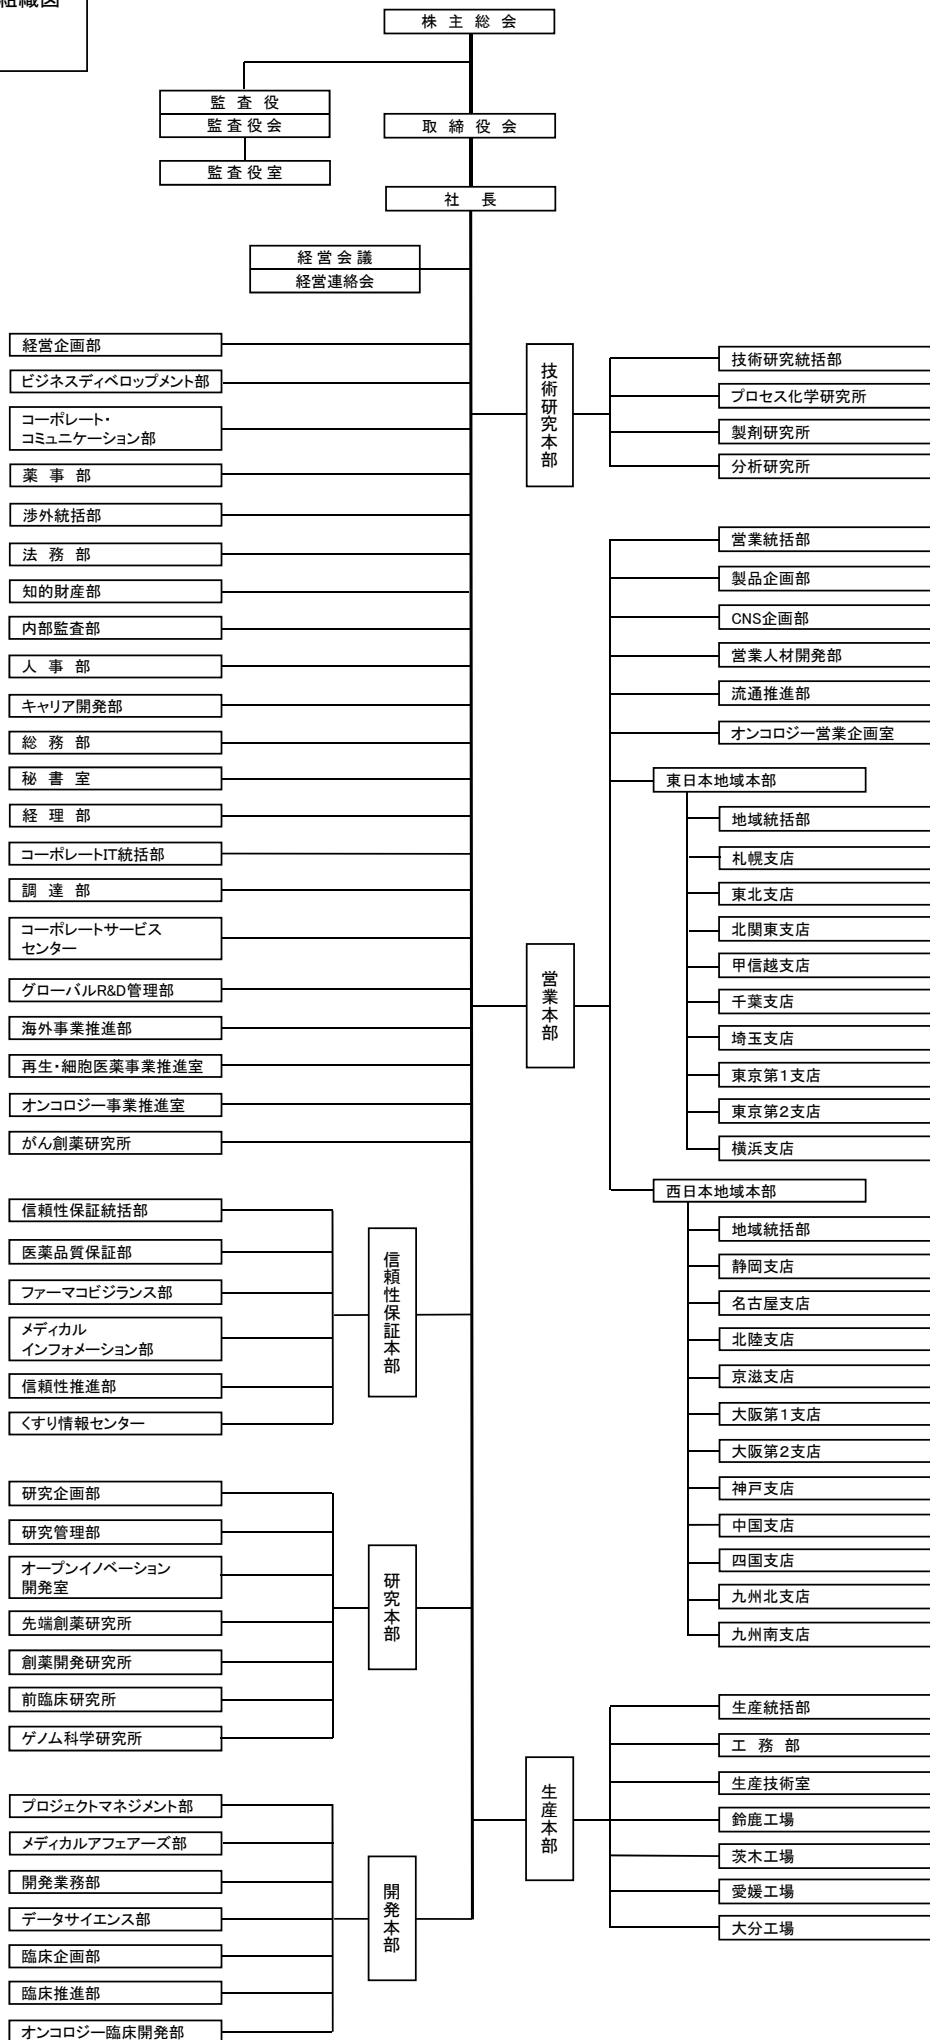 組織図
株 主 総 会
監 査 役
監 査 役 会
監 査 役 室
取 締 役 会
社 長
経 営 会 議
経営連絡会
経営企画部
ビジネスディベロップメント部
コーポレート・
コミュニケーション部
薬 事 部
渉外統括部
法 務 部
知的財産部
内部監査部
人 事 部
キャリア開発部
総 務 部
秘 書 室
経 理 部
コーポレートIT統括部
調 達 部
コーポレートサービス
センター
グローバルR&D管理部
海外事業推進部
再生・細胞医薬事業推進室
オンコロジー事業推進室
がん創薬研究所
信頼性保証本部
信頼性保証統括部
医薬品質保証部
ファーマコビジランス部
メディカル
インフォメーション部
信頼性推進部
くすり情報センター
研究本部
研究企画部
研究管理部
オープンイノベーション
開発室
先端創薬研究所
創薬開発研究所
前臨床研究所
ゲノム科学研究所
開発本部
プロジェクトマネジメント部
メディカルアフェアーズ部
開発業務部
データサイエンス部
臨床企画部
臨床推進部
オンコロジー臨床開発部
技術研究本部
技術研究統括部
プロセス化学研究所
製剤研究所
分析研究所
営業本部
営業統括部
製品企画部
CNS企画部
営業人材開発部
流通推進部
オンコロジー営業企画室
東日本地域本部
地域統括部
札幌支店
東北支店
北関東支店
甲信越支店
千葉支店
埼玉支店
東京第1支店
東京第2支店
横浜支店
西日本地域本部
地域統括部
静岡支店
名古屋支店
北陸支店
京滋支店
大阪第1支店
大阪第2支店
神戸支店
中国支店
四国支店
九州北支店
九州南支店
生産本部
生産統括部
工 務 部
生産技術室
鈴鹿工場
茨木工場
愛媛工場
大分工場